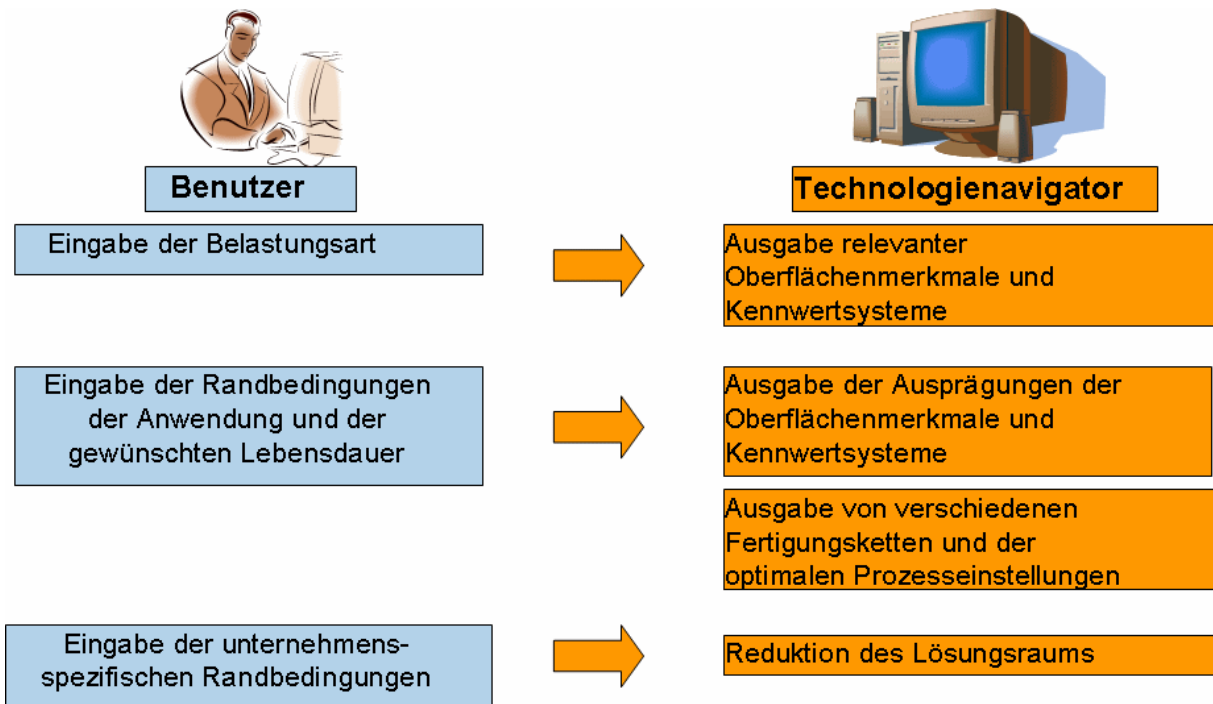 Benutzer
Technologienavigator
Eingabe der Belastungsart
Ausgabe relevanter
Oberflächenmerkmale und
Kennwertsysteme
Eingabe der Randbedingungen
der Anwendung und der
gewünschten Lebensdauer
Ausgabe der Ausprägungen der
Oberflächenmerkmale und
Kennwertsysteme
Ausgabe von verschiedenen
Fertigungsketten und der
optimalen Prozesseinstellungen
Eingabe der unternehmens-
spezifischen Randbedingungen
Reduktion des Lösungsraums